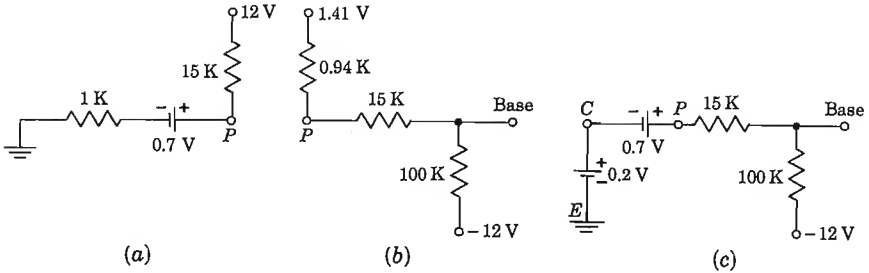 12 V
15 K
1 K
- +
0.7 V
P
(a)
1.41 V
0.94 K
P
15 K
Base
100 K
- 12 V
(b)
C
- +
0.7 V
P
15 K
Base
+
-
0.2 V
E
100 K
- 12 V
(c)